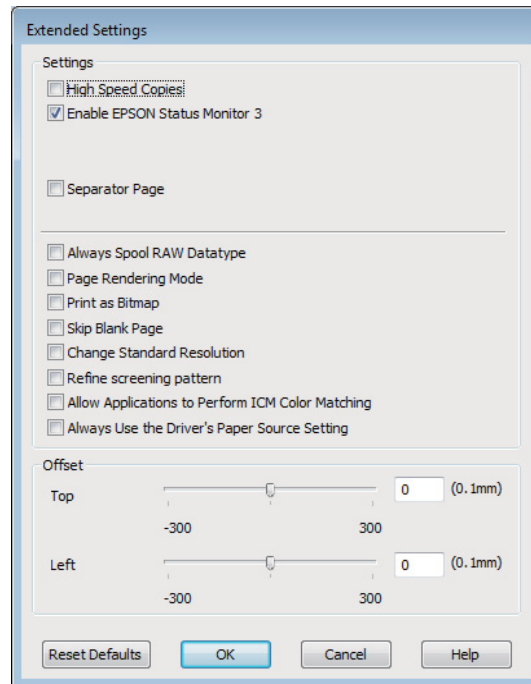 Extended Settings
Settings
High Speed Copies
Enable EPSON Status Monitor 3
Separator Page
Always Spool RAW Datatype
Page Rendering Mode
Print as Bitmap
Skip Blank Page
Change Standard Resolution
Refine screening pattern
Allow Applications to Perform ICM Color Matching
Always Use the Driver's Paper Source Setting
Offset
Top 0 (0.1mm)
-300 300
Left 0 (0.1mm)
-300 300
Reset Defaults OK Cancel Help